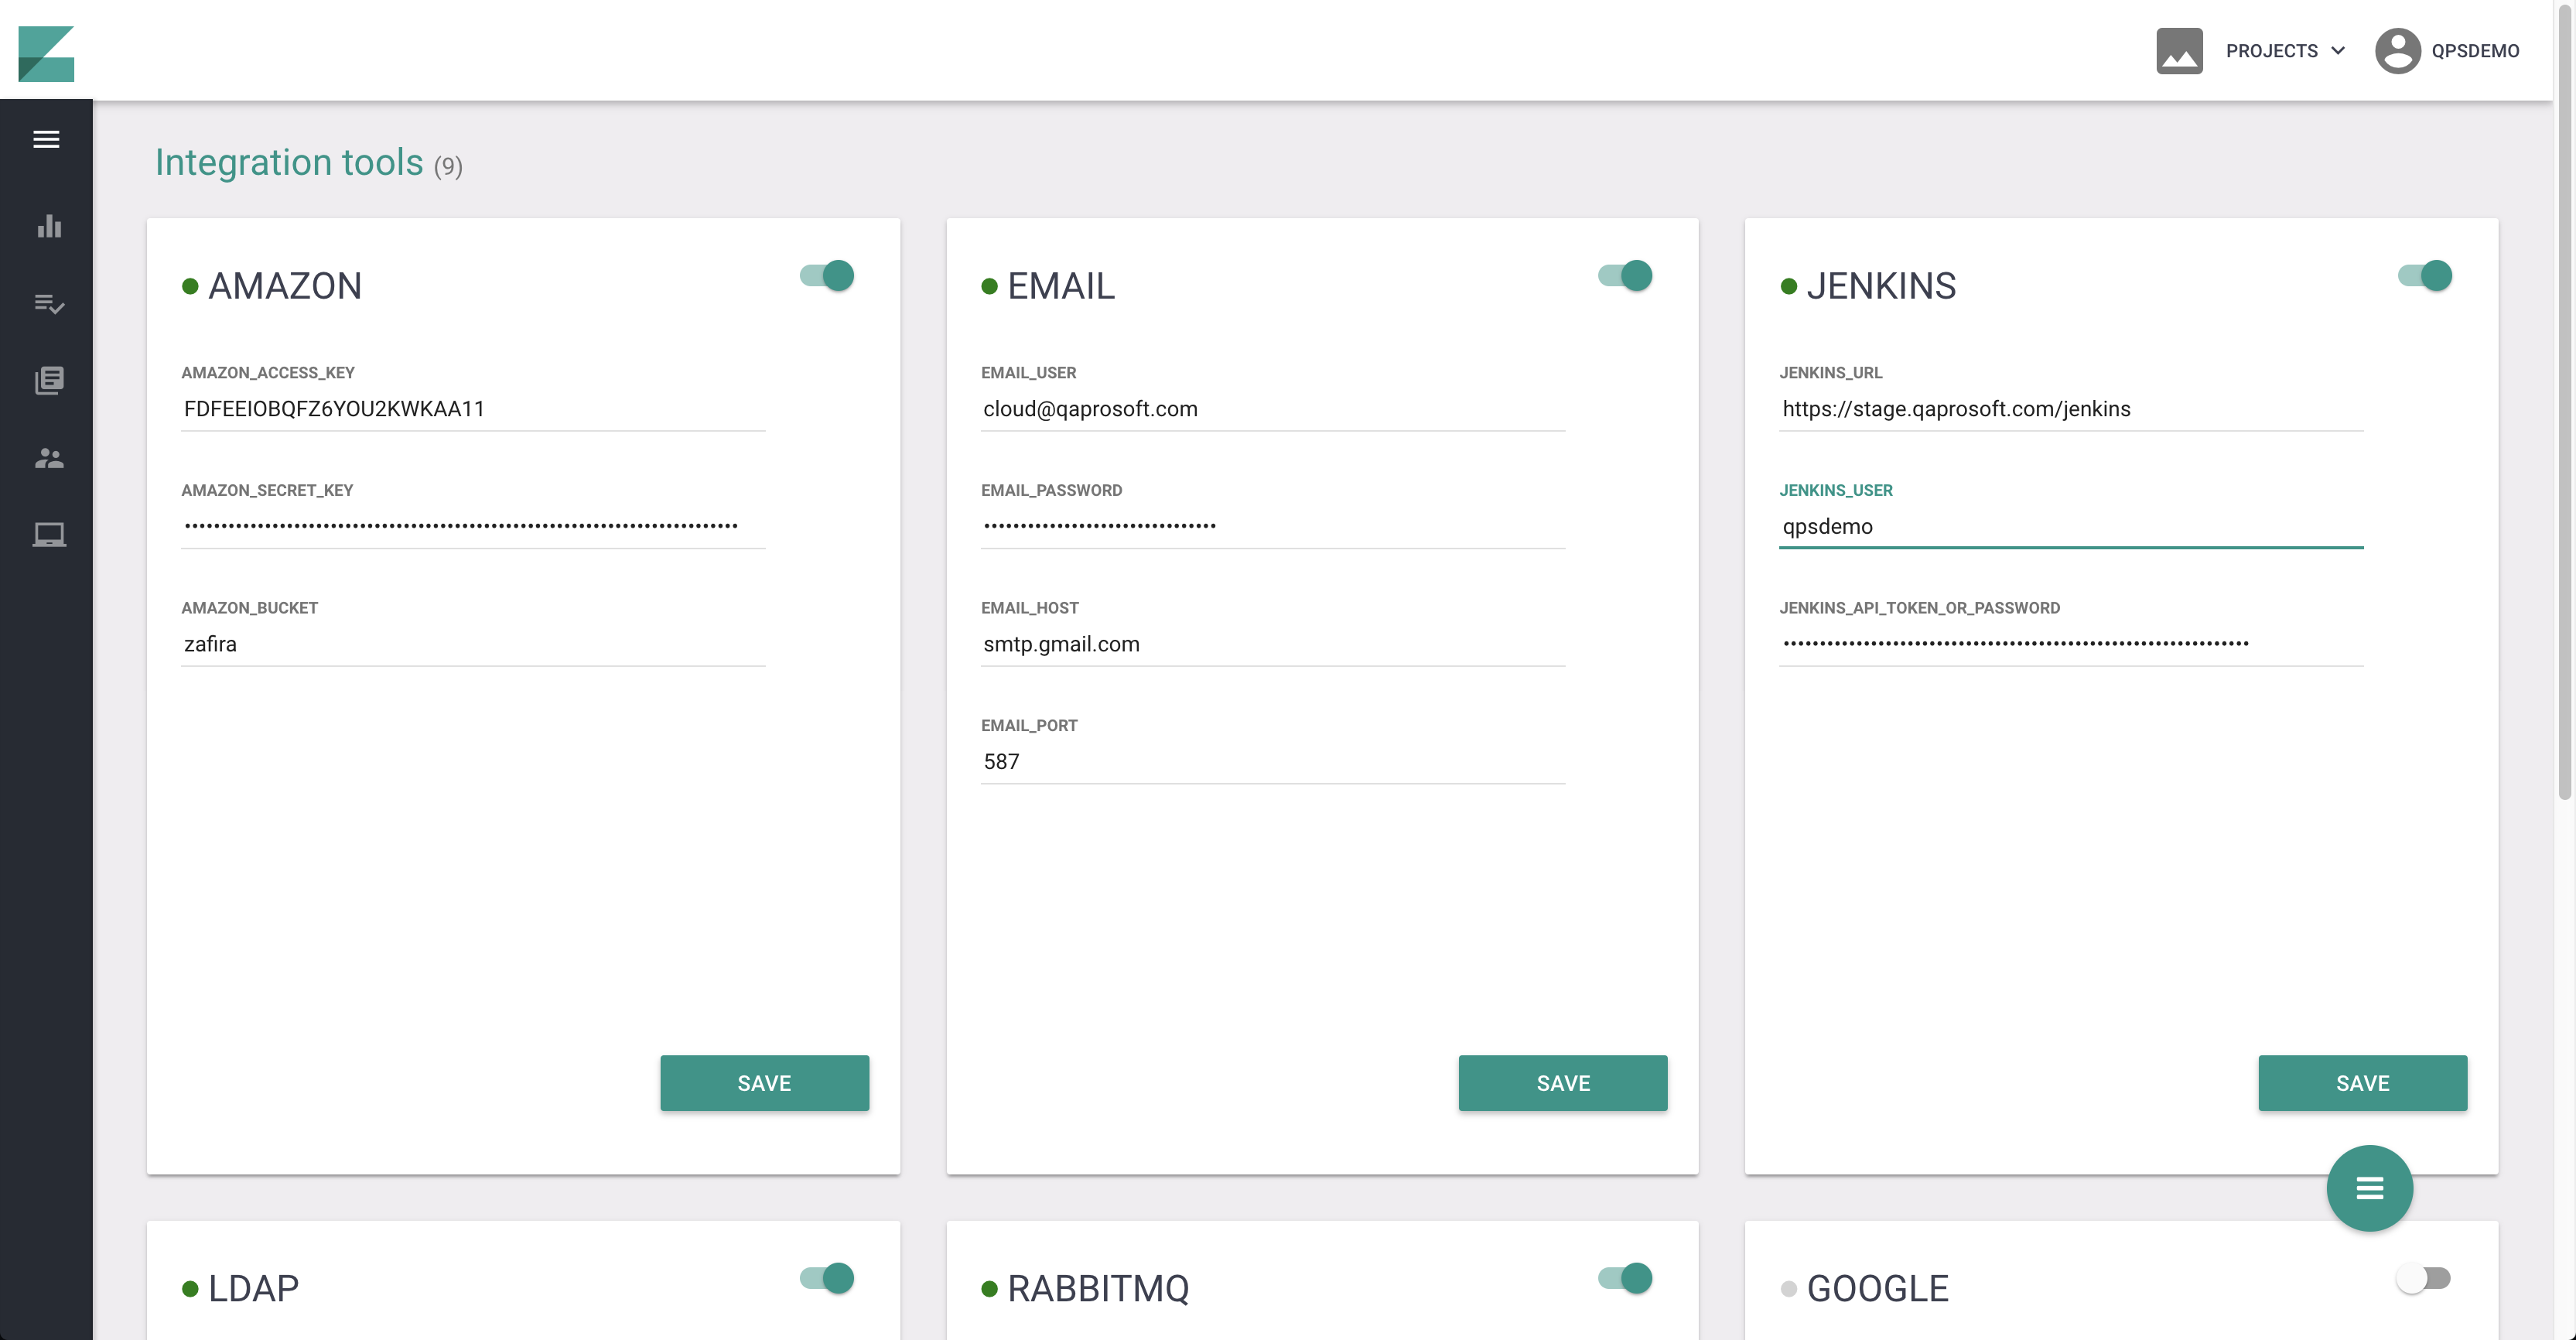 PROJECTS
QPSDEMO
Integration tools (9)
AMAZON
AMAZON_ACCESS_KEY
FDFEEIOBQFZ6YOU2KWKAA11
AMAZON_SECRET_KEY
AMAZON_BUCKET
zafira
SAVE
EMAIL
EMAIL_USER
cloud@qaprosoft.com
EMAIL_PASSWORD
EMAIL_HOST
smtp.gmail.com
EMAIL_PORT
587
SAVE
JENKINS
JENKINS_URL
https://stage.qaprosoft.com/jenkins
JENKINS_USER
qpsdemo
JENKINS_API_TOKEN_OR_PASSWORD
SAVE
LDAP
RABBITMQ
GOOGLE